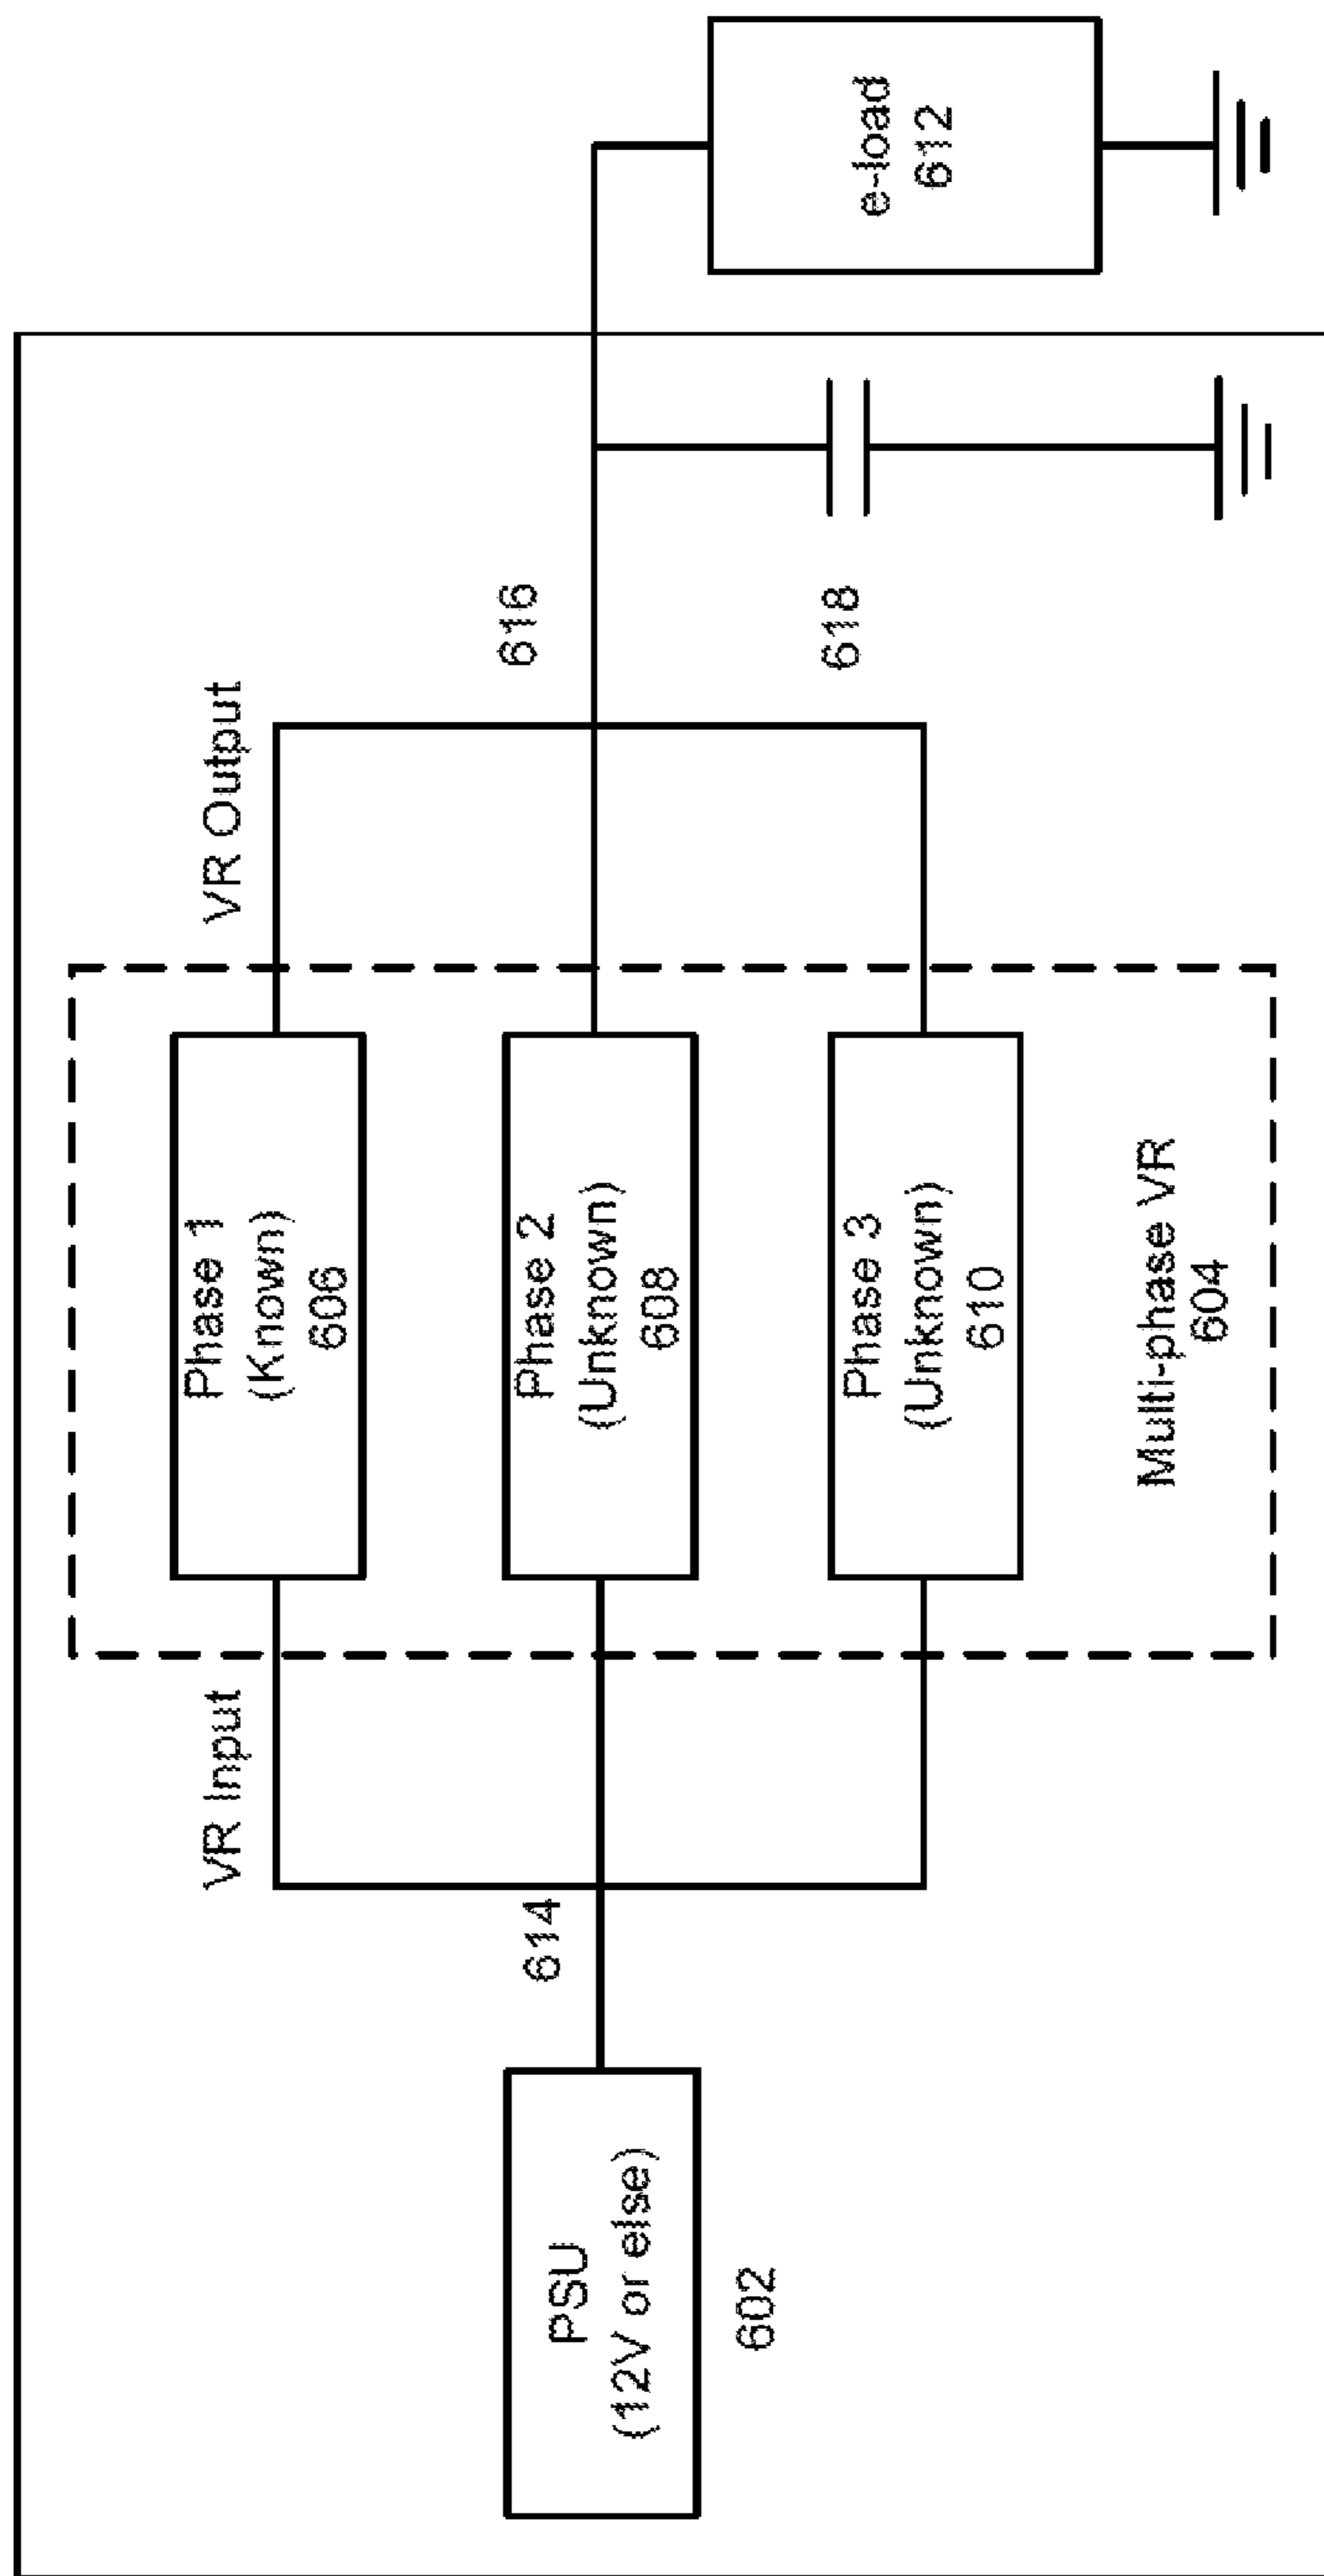 PSU
(12V or else)
602
614
VR Input
Phase 1
(Known)
606
Phase 2
(Unknown)
608
Phase 3
(Unknown)
610
Multi-phase VR
604
VR Output
616
618
e-load
612